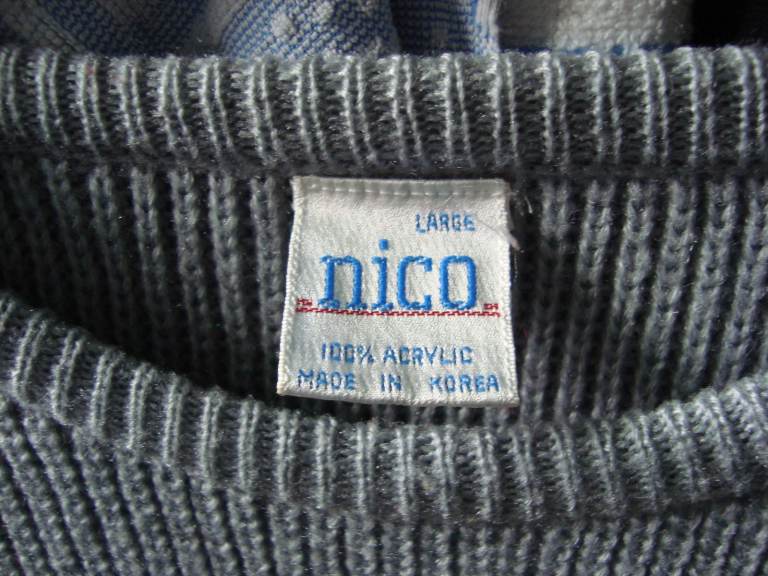 LARGE
nico
100% ACRYLIC
MADE IN KOREA